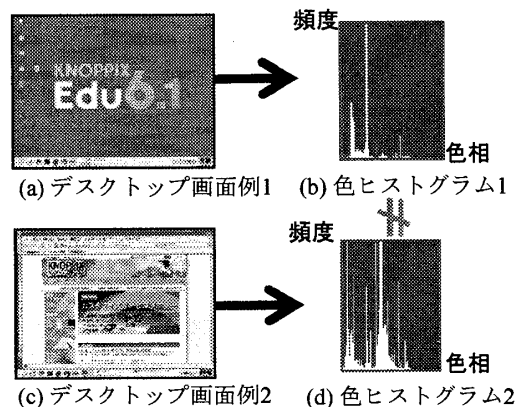 頻度
KNOPPIX
Edu6.1
色相
(a) デスクトップ画面例1 (b) 色ヒストグラム1
頻度
KNOPPIX
色相
(c) デスクトップ画面例2 (d) 色ヒストグラム2